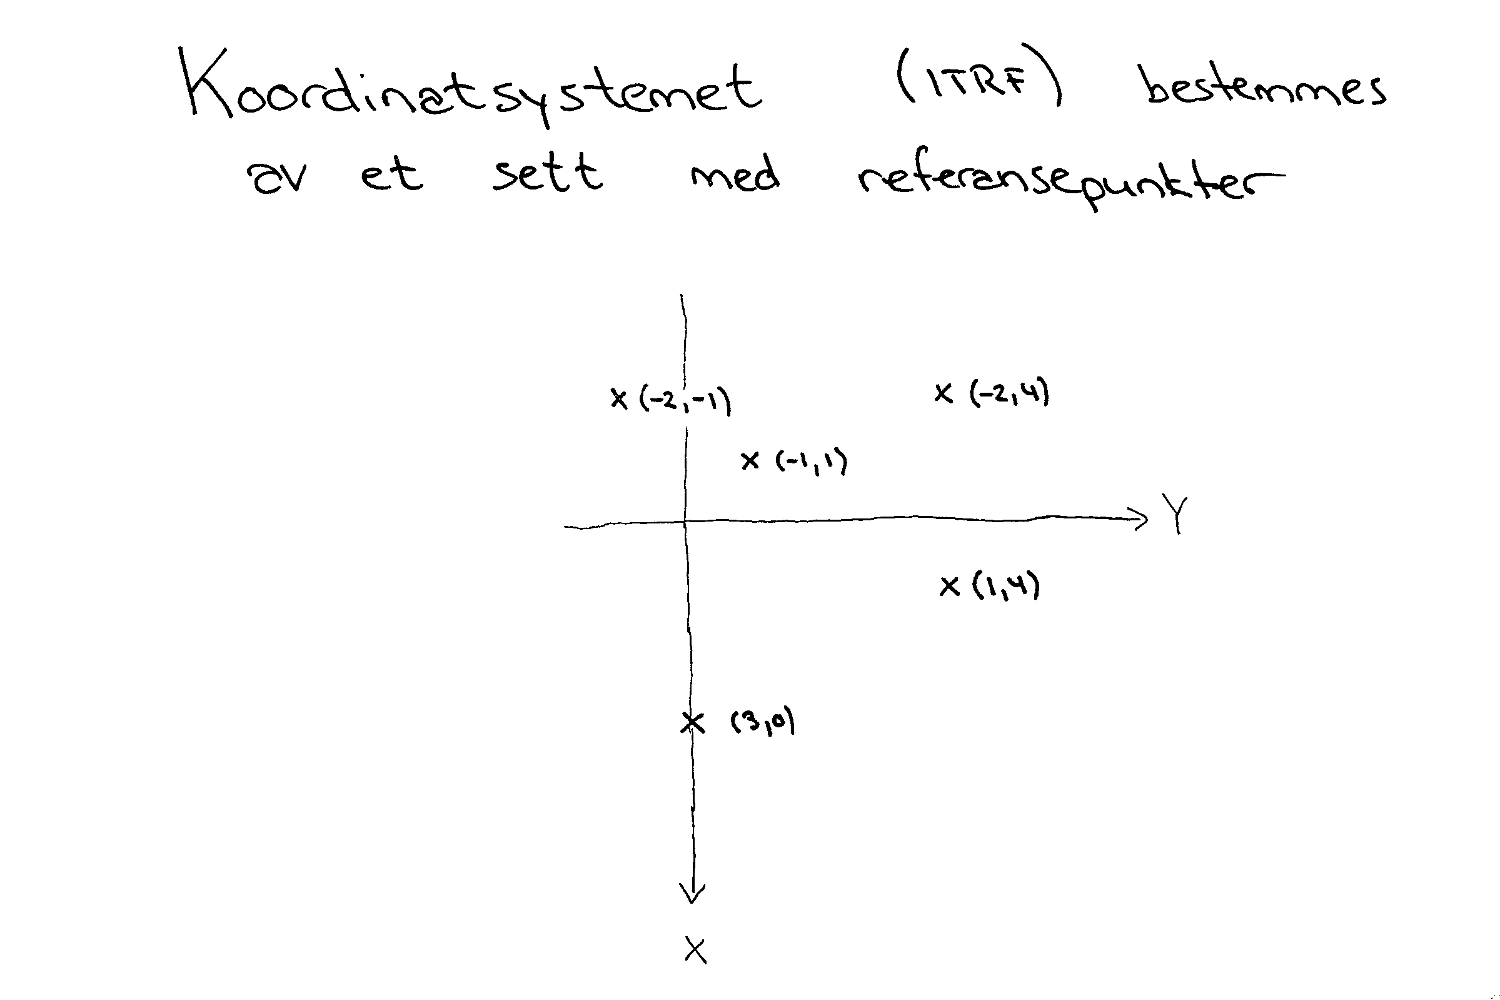 Koordinatsystemet (ITRF) bestemmes
av et sett med referansepunkter
x (-2,-1) x (-2,4)
x (-1,1)
Y
x (1,4)
x (3,0)
X